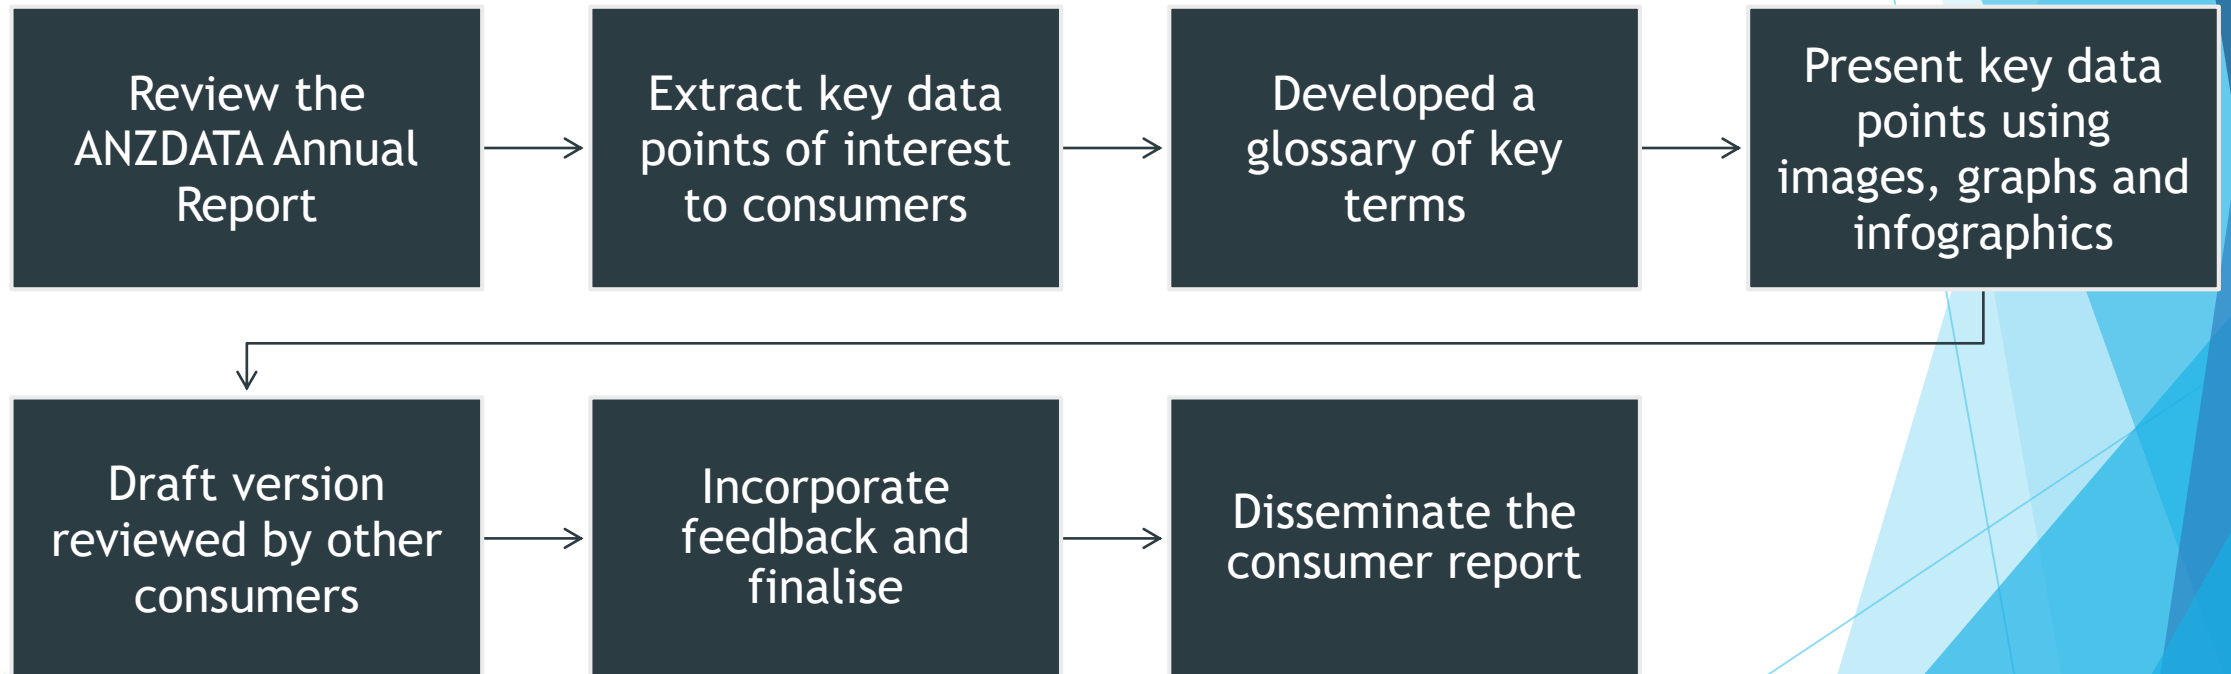 Review the
ANZDATA Annual
Report
Extract key data
points of interest
to consumers
Developed a
glossary of key
terms
Present key data
points using
images, graphs and
infographics
Draft version
reviewed by other
consumers
Incorporate
feedback and
finalise
Disseminate the
consumer report